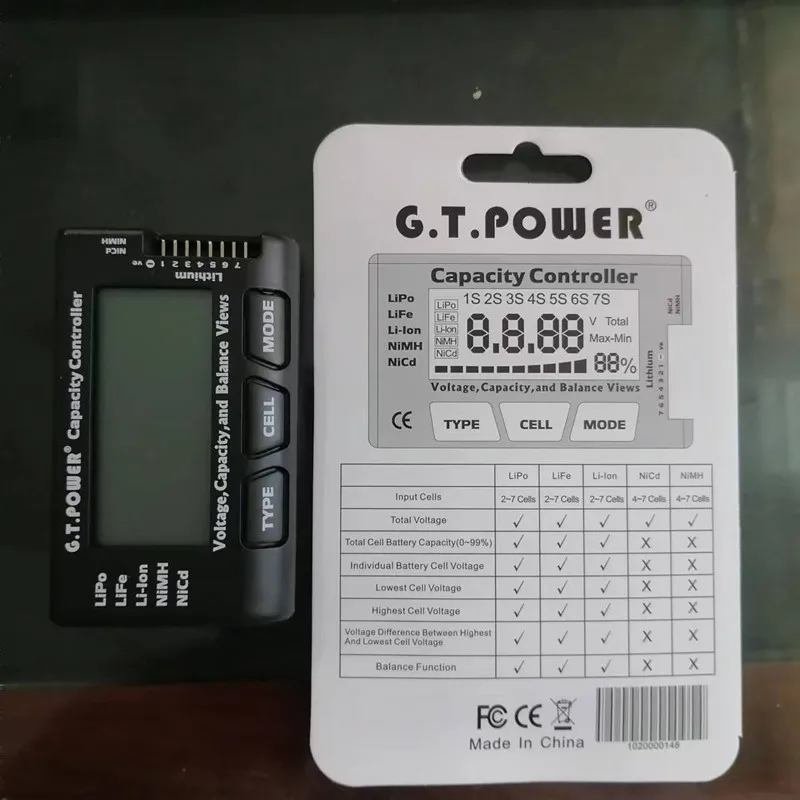 NiCd
NiMH
7 6 5 4 3 2 1 ⊖ ve
Lithium
G.T.POWER® Capacity Controller
Voltage,Capacity,and Balance Views
MODE
CELL
TYPE
LiPo
LiFe
Li-Ion
NiMH
NiCd
G.T.POWER®
Capacity Controller
LiPo
LiFe
Li-Ion
NiMH
NiCd
LiPo 1S 2S 3S 4S 5S 6S 7S
LiFe
Li-Ion
NiMH
NiCd
8.8.88 V Total
Max-Min
88%
NiCd
NiMH
Lithium
7 6 5 4 3 2 1 - ve
Voltage,Capacity,and Balance Views
CE TYPE CELL MODE
LiPo LiFe Li-Ion NiCd NiMH
Input Cells 2~7 Cells 2~7 Cells 2~7 Cells 4~7 Cells 4~7 Cells
Total Voltage ✓ ✓ ✓ ✓ ✓
Total Cell Battery Capacity(0~99%) ✓ ✓ ✓ X X
Individual Battery Cell Voltage ✓ ✓ ✓ X X
Lowest Cell Voltage ✓ ✓ ✓ X X
Highest Cell Voltage ✓ ✓ ✓ X X
Voltage Difference Between Highest
And Lowest Cell Voltage ✓ ✓ ✓ X X
Balance Function ✓ ✓ ✓ X X
FC CE
Made In China
1020000148